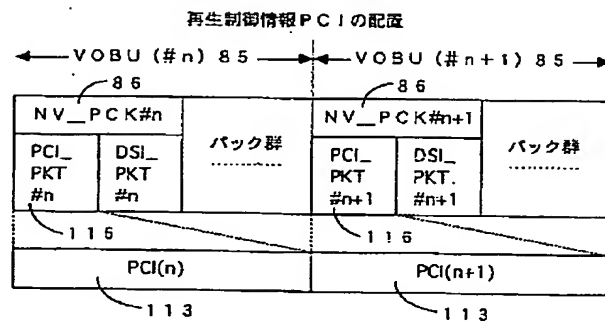 再生制御情報PCIの配置
VOBU(#n)85 VOBU(#n+1)85
86 86
NV_PCK#n パック群 NV_PCK#n+1 パック群
PCI_ DSI_ PCI_ DSI_
PKT PKT PKT PKT.
#n #n #n+1 #n+1
116 116
PCI(n) PCI(n+1)
113 113